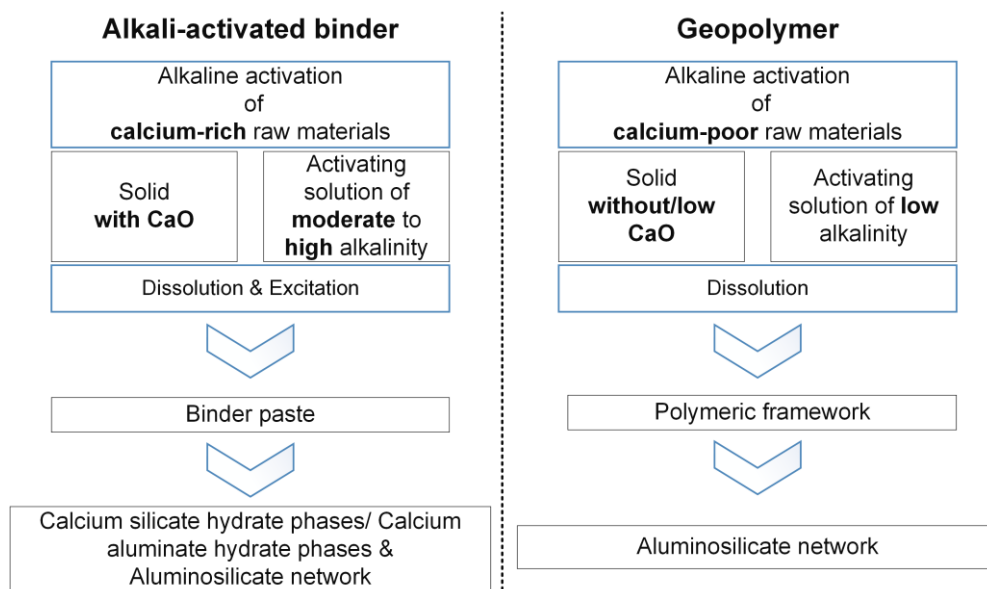 Alkali-activated binder
Alkaline activation
of
calcium-rich raw materials
Solid
with CaO
Activating
solution of
moderate to
high alkalinity
Dissolution & Excitation
Binder paste
Calcium silicate hydrate phases/ Calcium
aluminate hydrate phases &
Aluminosilicate network
Geopolymer
Alkaline activation
of
calcium-poor raw materials
Solid
without/low
CaO
Activating
solution of low
alkalinity
Dissolution
Polymeric framework
Aluminosilicate network